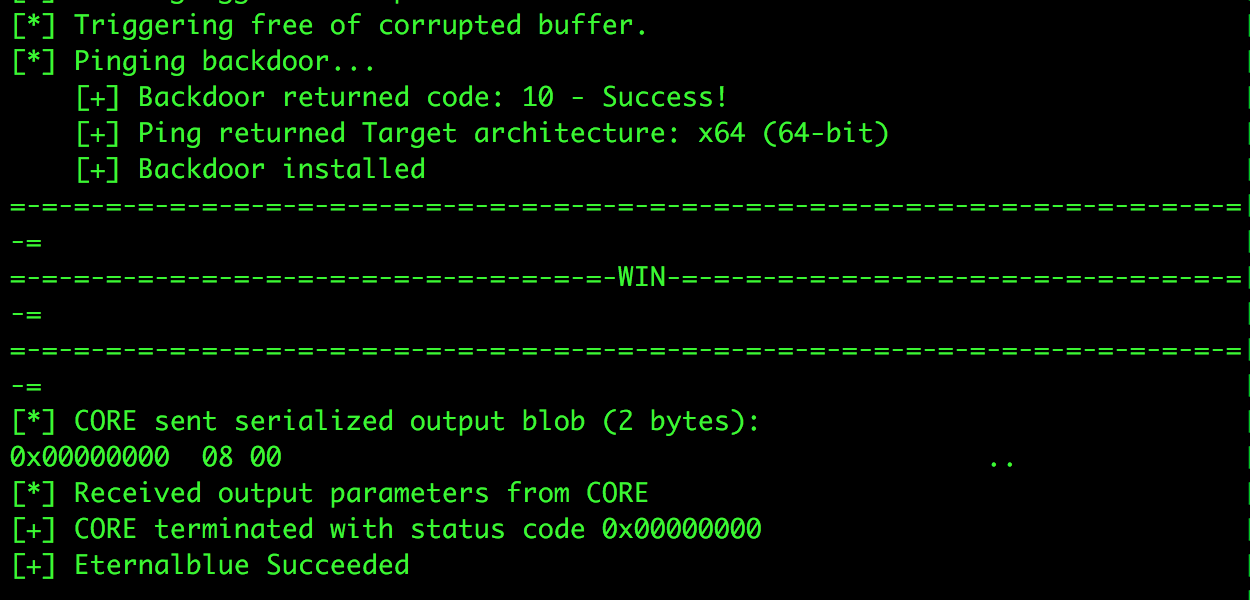 [*] Triggering free of corrupted buffer.
[*] Pinging backdoor...
    [+] Backdoor returned code: 10 - Success!
    [+] Ping returned Target architecture: x64 (64-bit)
    [+] Backdoor installed
=-=-=-=-=-=-=-=-=-=-=-=-=-=-=-=-=-=-=-=-=-=-=-=-=-=-=-=-=-=-=-=-=-=-=-=-=-=
-=
=-=-=-=-=-=-=-=-=-=-=-=-=-=-=-=-=-=-=-WIN-=-=-=-=-=-=-=-=-=-=-=-=-=-=-=-=-=-=
-=
=-=-=-=-=-=-=-=-=-=-=-=-=-=-=-=-=-=-=-=-=-=-=-=-=-=-=-=-=-=-=-=-=-=-=-=-=-=
-=
[*] CORE sent serialized output blob (2 bytes):
0x00000000  08 00                                            ..
[*] Received output parameters from CORE
[+] CORE terminated with status code 0x00000000
[+] Eternalblue Succeeded